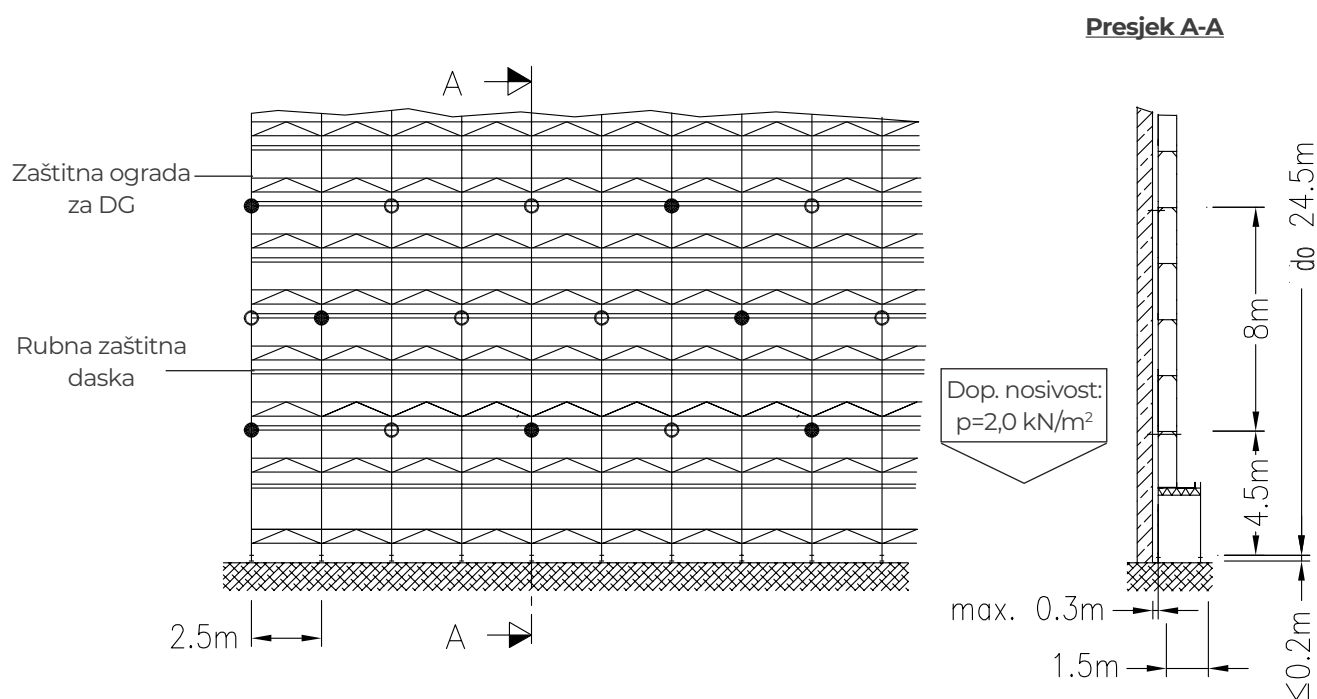 Presjek A-A
A
Zaštitna ograda
za DG
Rubna zaštitna
daska
Dop. nosivost:
p=2,0 kN/m²
do 24.5m
8m
4.5m
max. 0.3m
2.5m
A
1.5m
≤0.2m